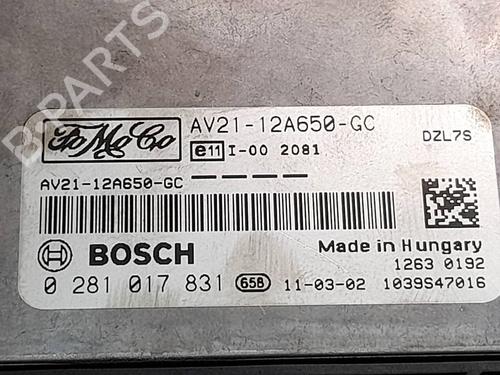 B-PARTS
FoMoCo
AV21-12A650-GC
DZL7S
e11 I-00 2081
AV21-12A650-GC
BOSCH
Made in Hungary
1263 0192
0 281 017 831 658 11-03-02 1039S47016